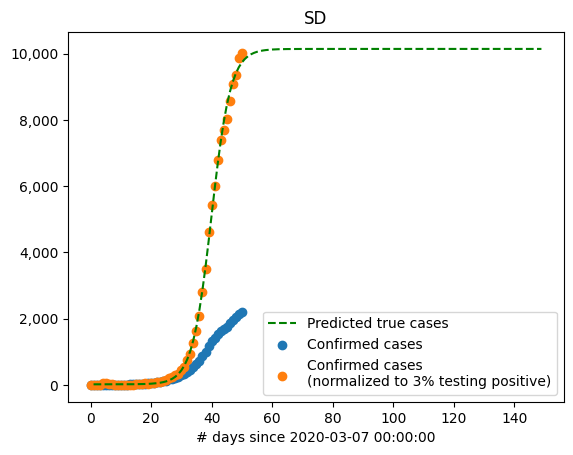 SD
10,000
8,000
6,000
4,000
2,000
0
Predicted true cases
Confirmed cases
Confirmed cases
(normalized to 3% testing positive)
0 20 40 60 80 100 120 140
# days since 2020-03-07 00:00:00